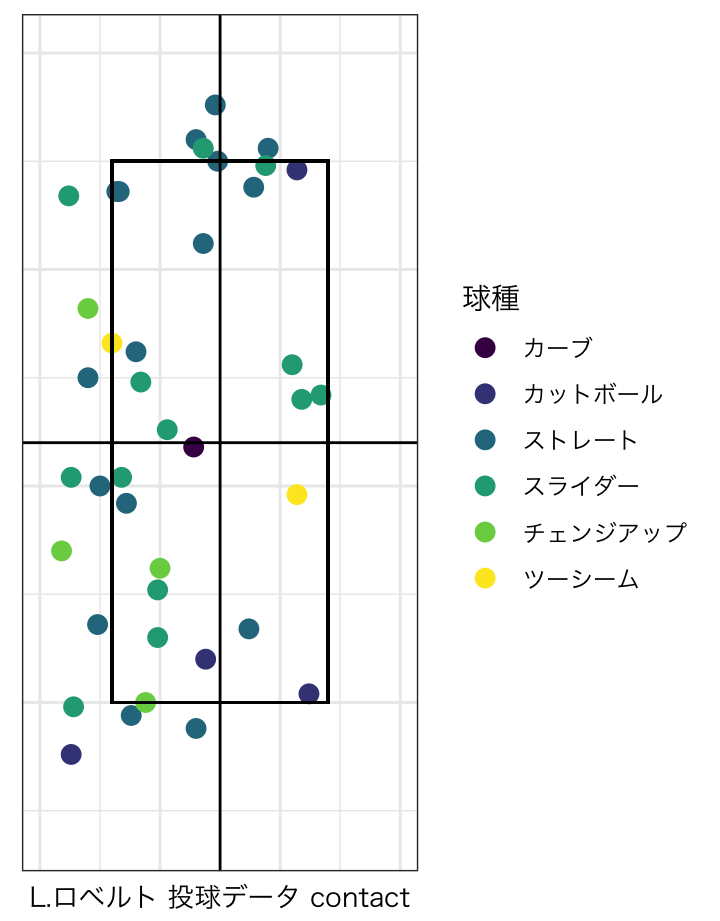 球種
カーブ
カットボール
ストレート
スライダー
チェンジアップ
ツーシーム
L.ロベルト 投球データ contact